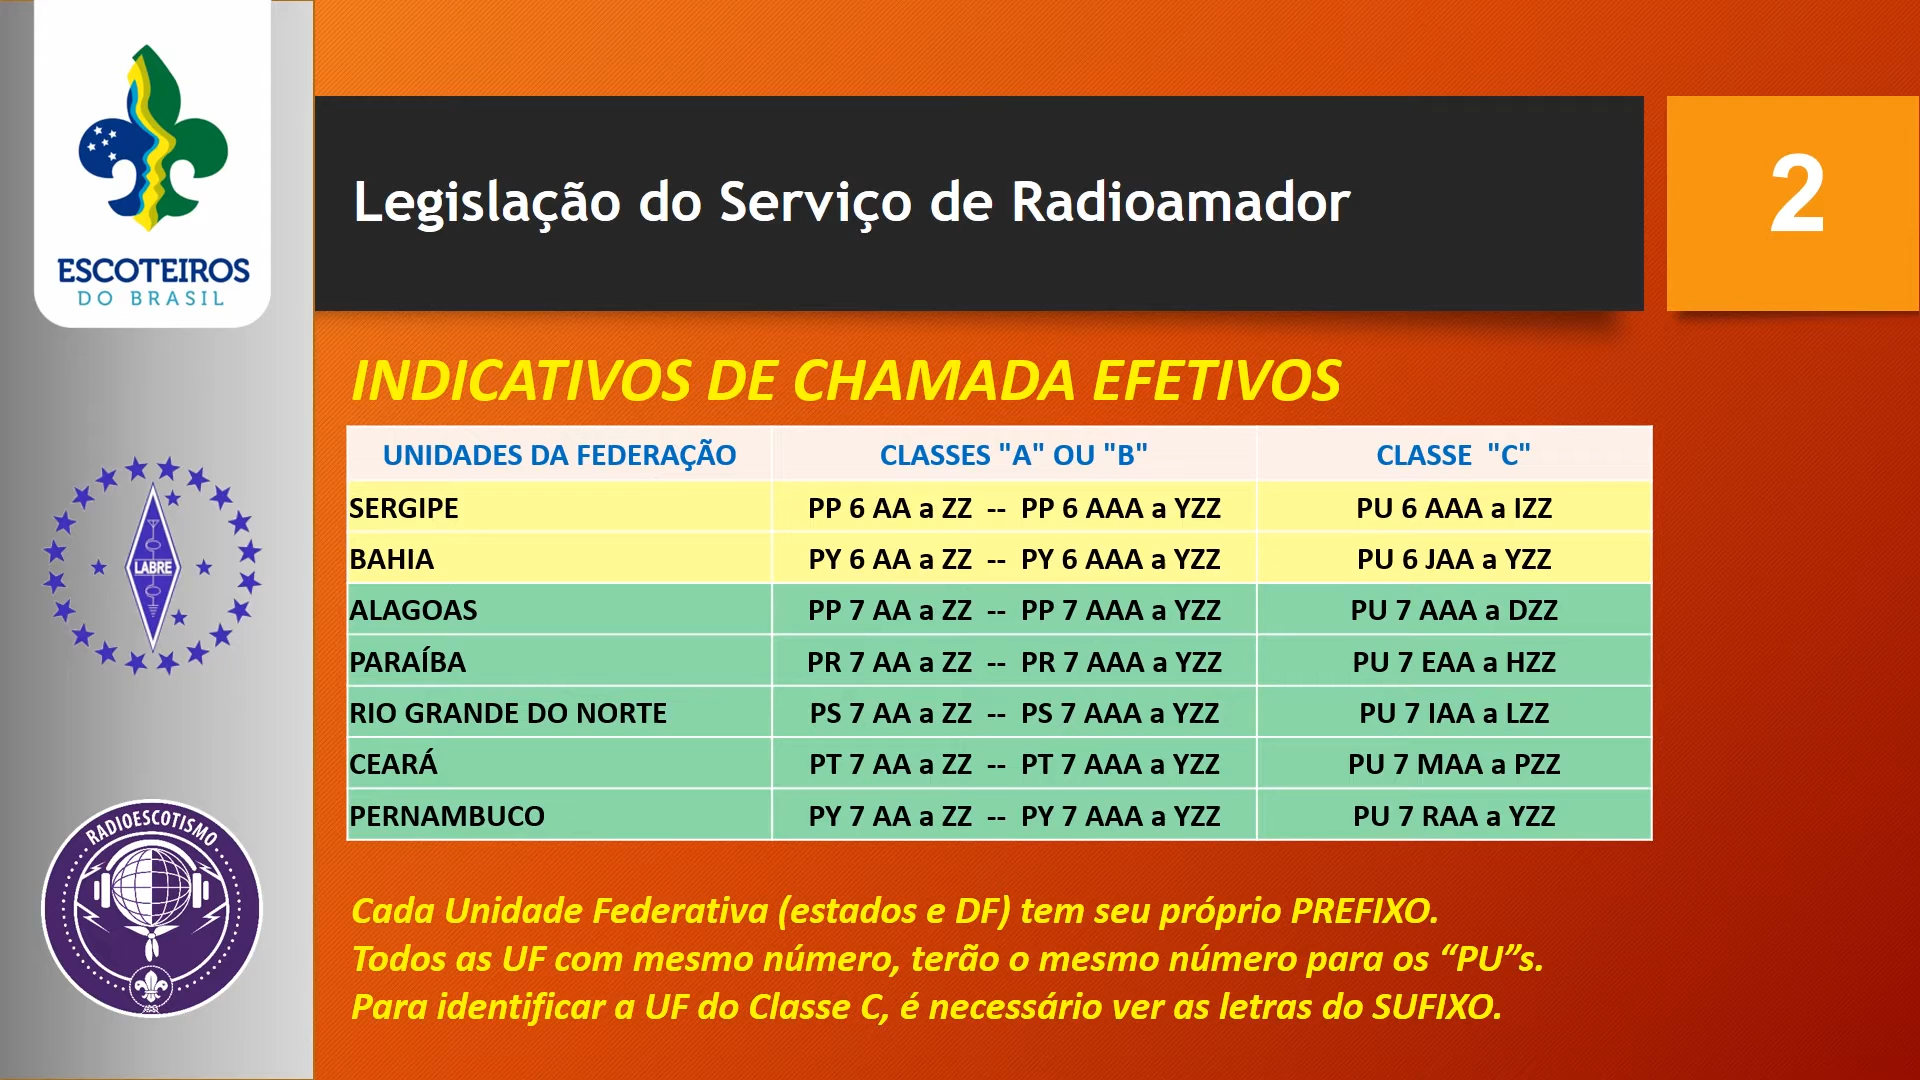 ESCOTEIROS
DO BRASIL
Legislação do Serviço de Radioamador
2
INDICATIVOS DE CHAMADA EFETIVOS
UNIDADES DA FEDERAÇÃO CLASSES "A" OU "B" CLASSE "C"
SERGIPE PP 6 AA a ZZ -- PP 6 AAA a YZZ PU 6 AAA a IZZ
BAHIA PY 6 AA a ZZ -- PY 6 AAA a YZZ PU 6 JAA a YZZ
ALAGOAS PP 7 AA a ZZ -- PP 7 AAA a YZZ PU 7 AAA a DZZ
PARAÍBA PR 7 AA a ZZ -- PR 7 AAA a YZZ PU 7 EAA a HZZ
RIO GRANDE DO NORTE PS 7 AA a ZZ -- PS 7 AAA a YZZ PU 7 IAA a LZZ
CEARÁ PT 7 AA a ZZ -- PT 7 AAA a YZZ PU 7 MAA a PZZ
PERNAMBUCO PY 7 AA a ZZ -- PY 7 AAA a YZZ PU 7 RAA a YZZ
LABRE
RADIOESCOTISMO
Cada Unidade Federativa (estados e DF) tem seu próprio PREFIXO.
Todos as UF com mesmo número, terão o mesmo número para os “PU”s.
Para identificar a UF do Classe C, é necessário ver as letras do SUFIXO.